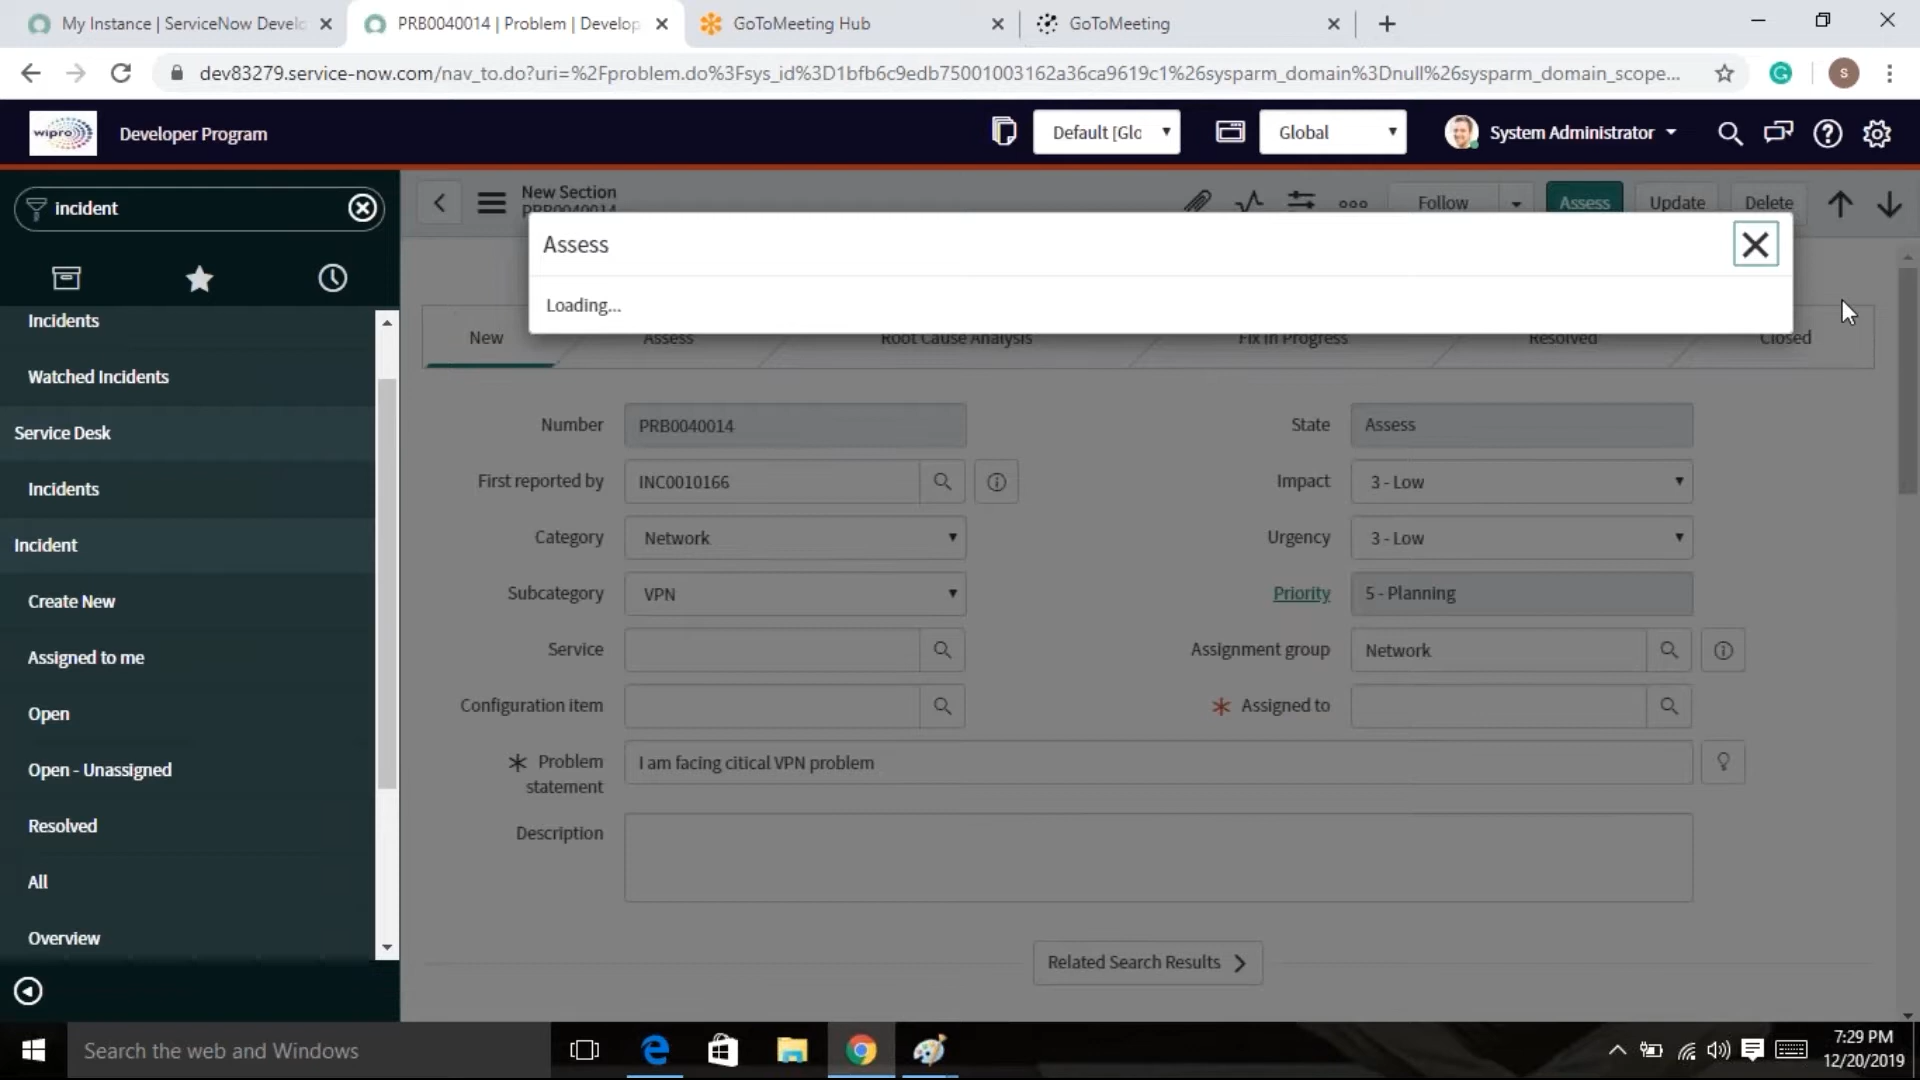 My Instance | ServiceNow Develo
PRB0040014 | Problem | Develop
GoToMeeting Hub
GoToMeeting
dev83279.service-now.com/nav_to.do?uri=%2Fproblem.do%3Fsys_id%3D1bfb6c9edb75001003162a36ca9619c1%26sysparm_domain%3Dnull%26sysparm_domain_scope...
s
wipro
Developer Program
Default [Glo
Global
System Administrator
incident
New Section
PRB0040014
Follow
Assess
Update
Delete
Assess
Loading...
New
Assess
Root Cause Analysis
Fix in Progress
Resolved
Closed
Incidents
Watched Incidents
Service Desk
Incidents
Incident
Create New
Assigned to me
Open
Open - Unassigned
Resolved
All
Overview
Number
PRB0040014
State
Assess
First reported by
INC0010166
Impact
3 - Low
Category
Network
Urgency
3 - Low
Subcategory
VPN
Priority
5 - Planning
Service
Assignment group
Network
Configuration item
Assigned to
Problem
statement
I am facing citical VPN problem
Description
Related Search Results
Search the web and Windows
7:29 PM
12/20/2019